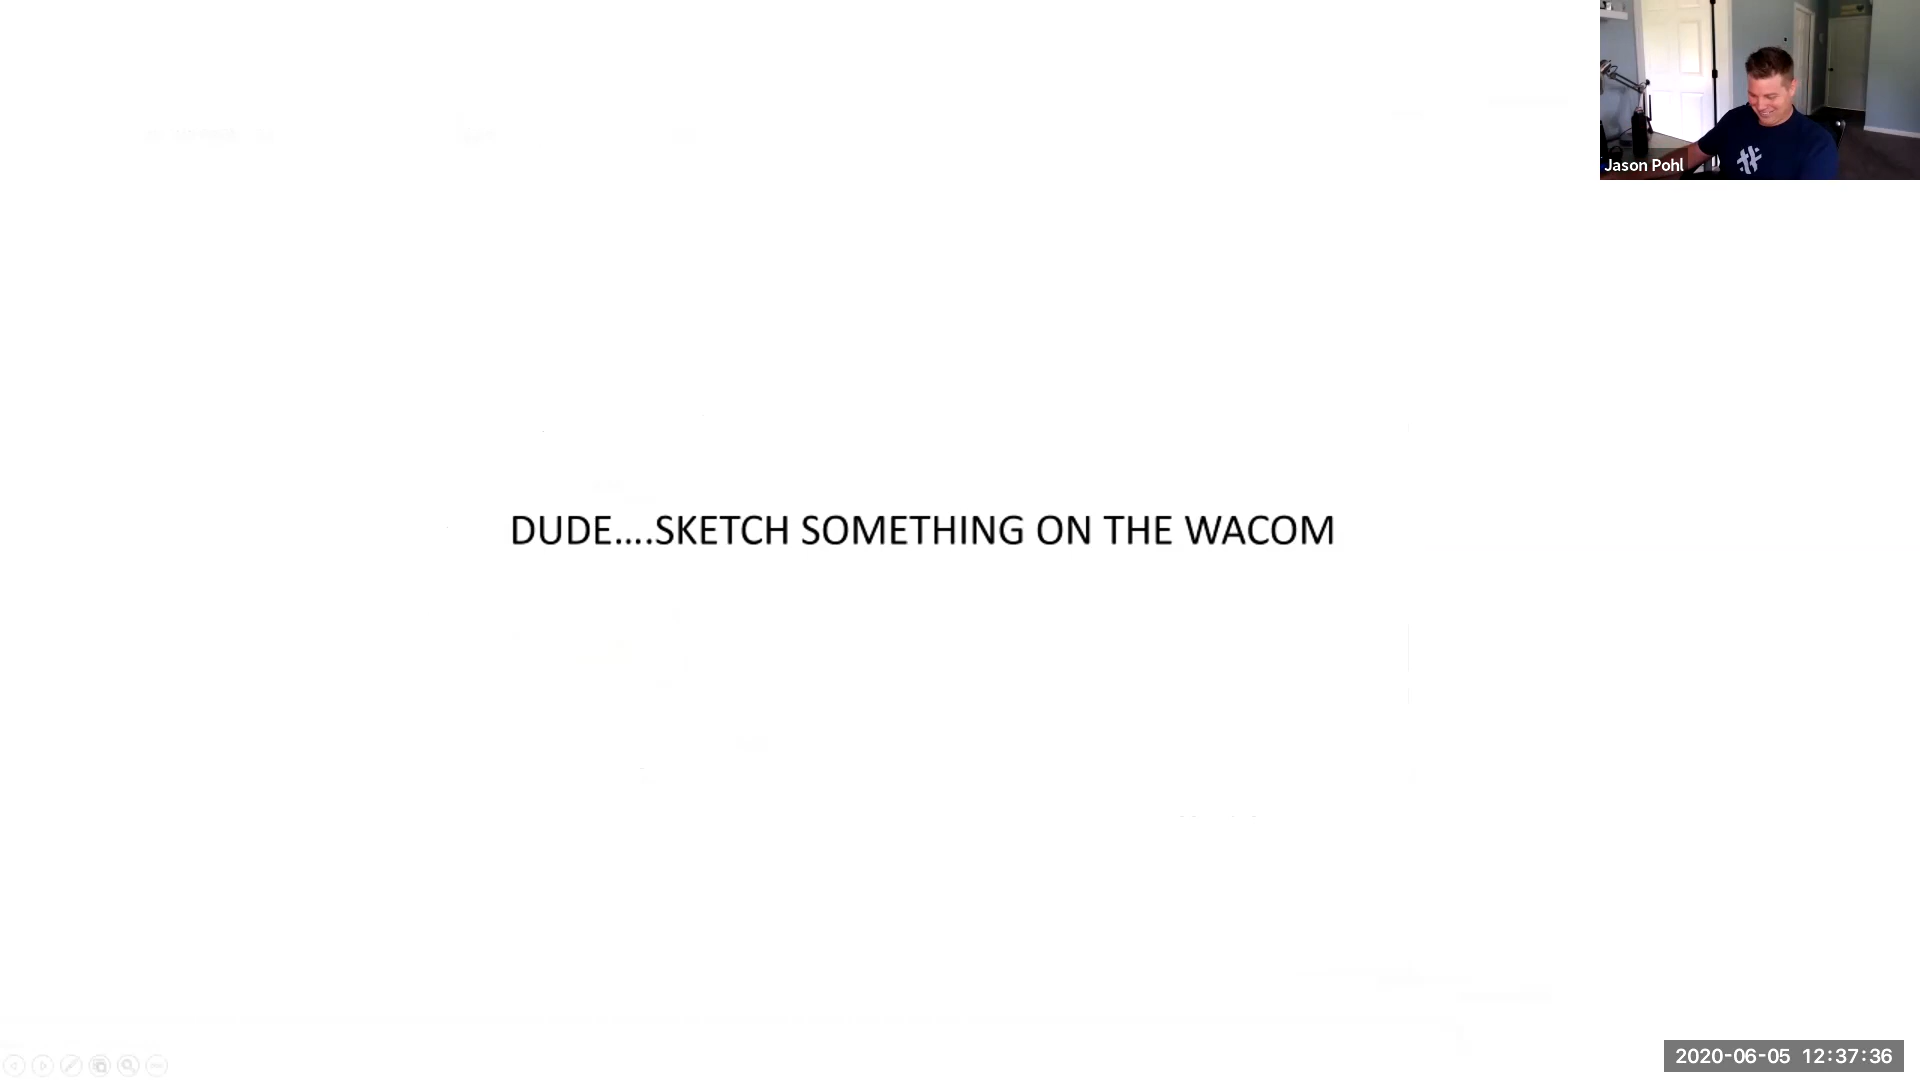 Jason Pohl
DUDE....SKETCH SOMETHING ON THE WACOM
2020-06-05 12:37:36